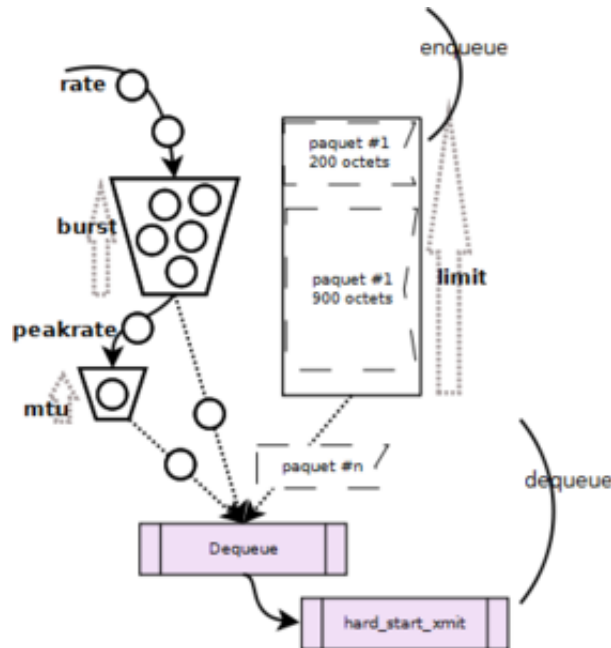 enqueue
rate
paquet #1
200 octets
burst
paquet #1
900 octets
limit
peakrate
mtu
paquet #n
dequeue
Dequeue
hard_start_xmit